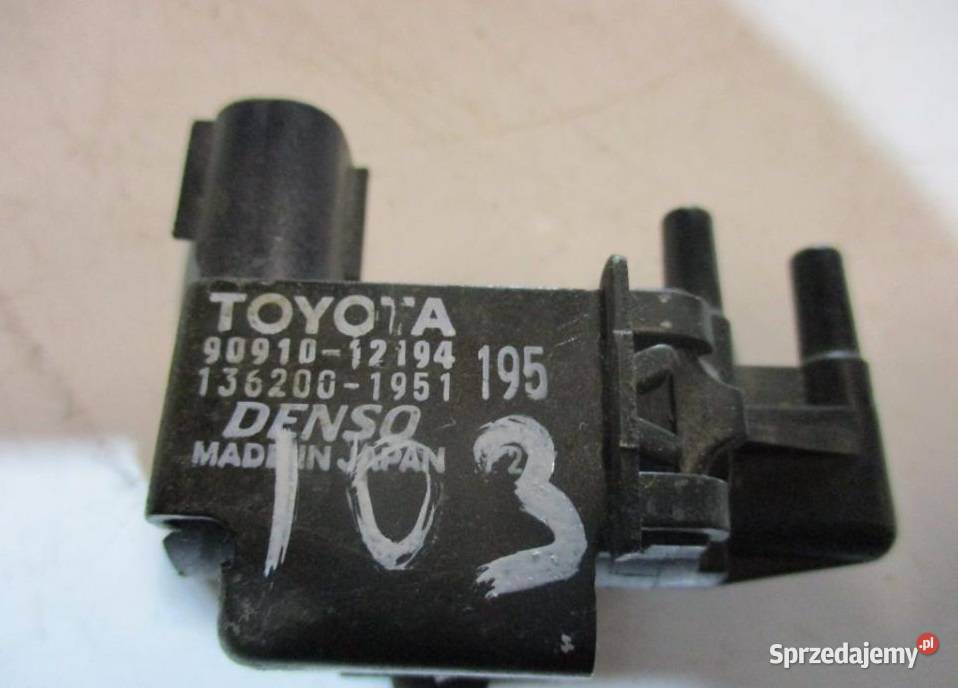 TOYOTA
90910-12194
136200-1951 195
DENSO
MADE IN JAPAN
103
Sprzedajemy.pl